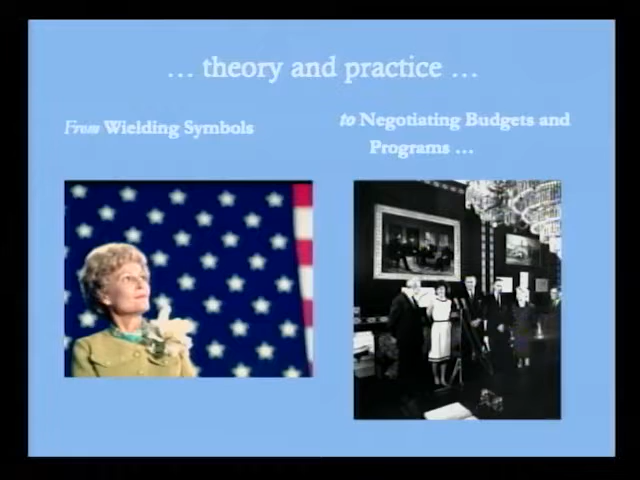 ... theory and practice ...
From Wielding Symbols
to Negotiating Budgets and
Programs ...